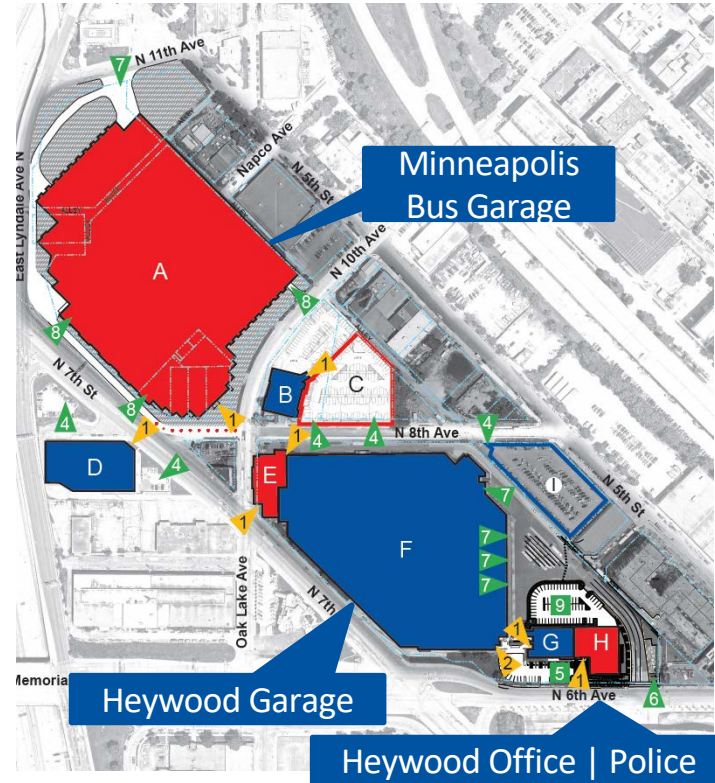 N 11th Ave
7
Napco Ave
N 5th St
Minneapolis
Bus Garage
East Lyndale Ave N
A
N 10th Ave
8
8
N 7th St
B
1
C
8
1
4
1
1
4
4
N 8th Ave
4
D
4
E
I
N 5th St
1
F
7
7
7
7
Oak Lake Ave
N 7th
9
1
G
H
2
5
1
Memoria
N 6th Ave
6
Heywood Garage
Heywood Office | Police